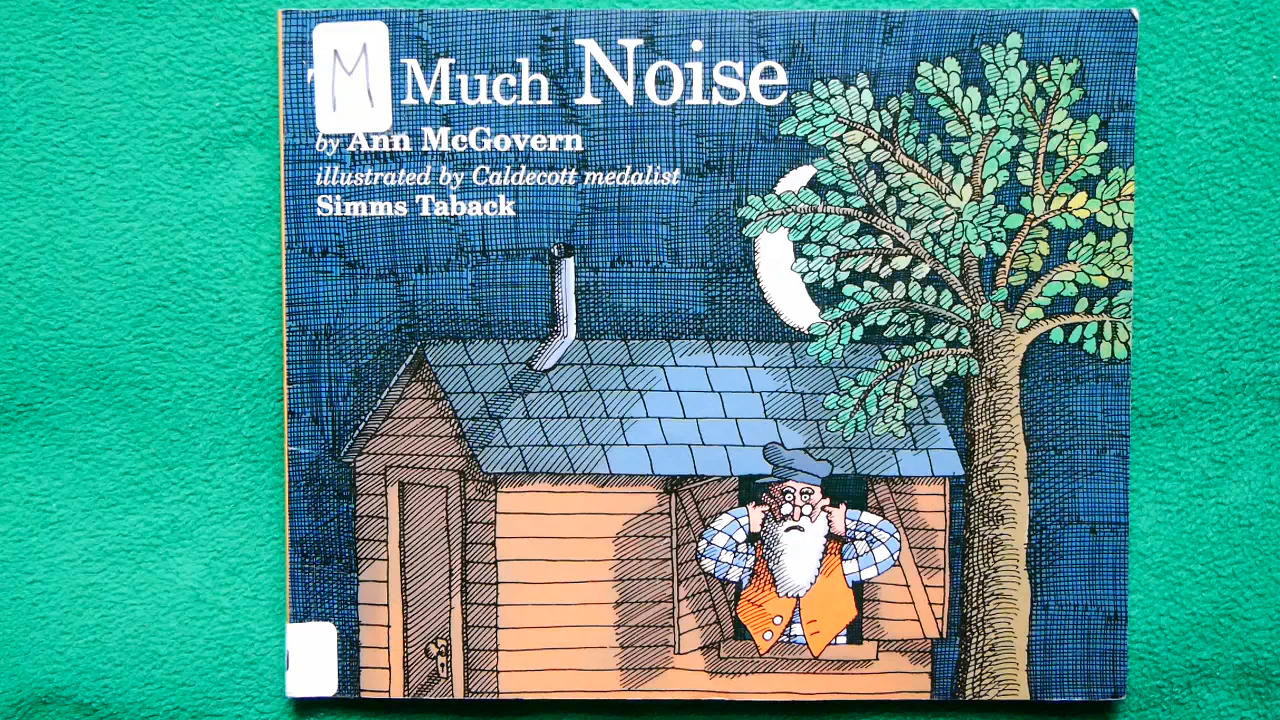 M Much Noise
by Ann McGovern
illustrated by Caldecott medalist
Simms Taback